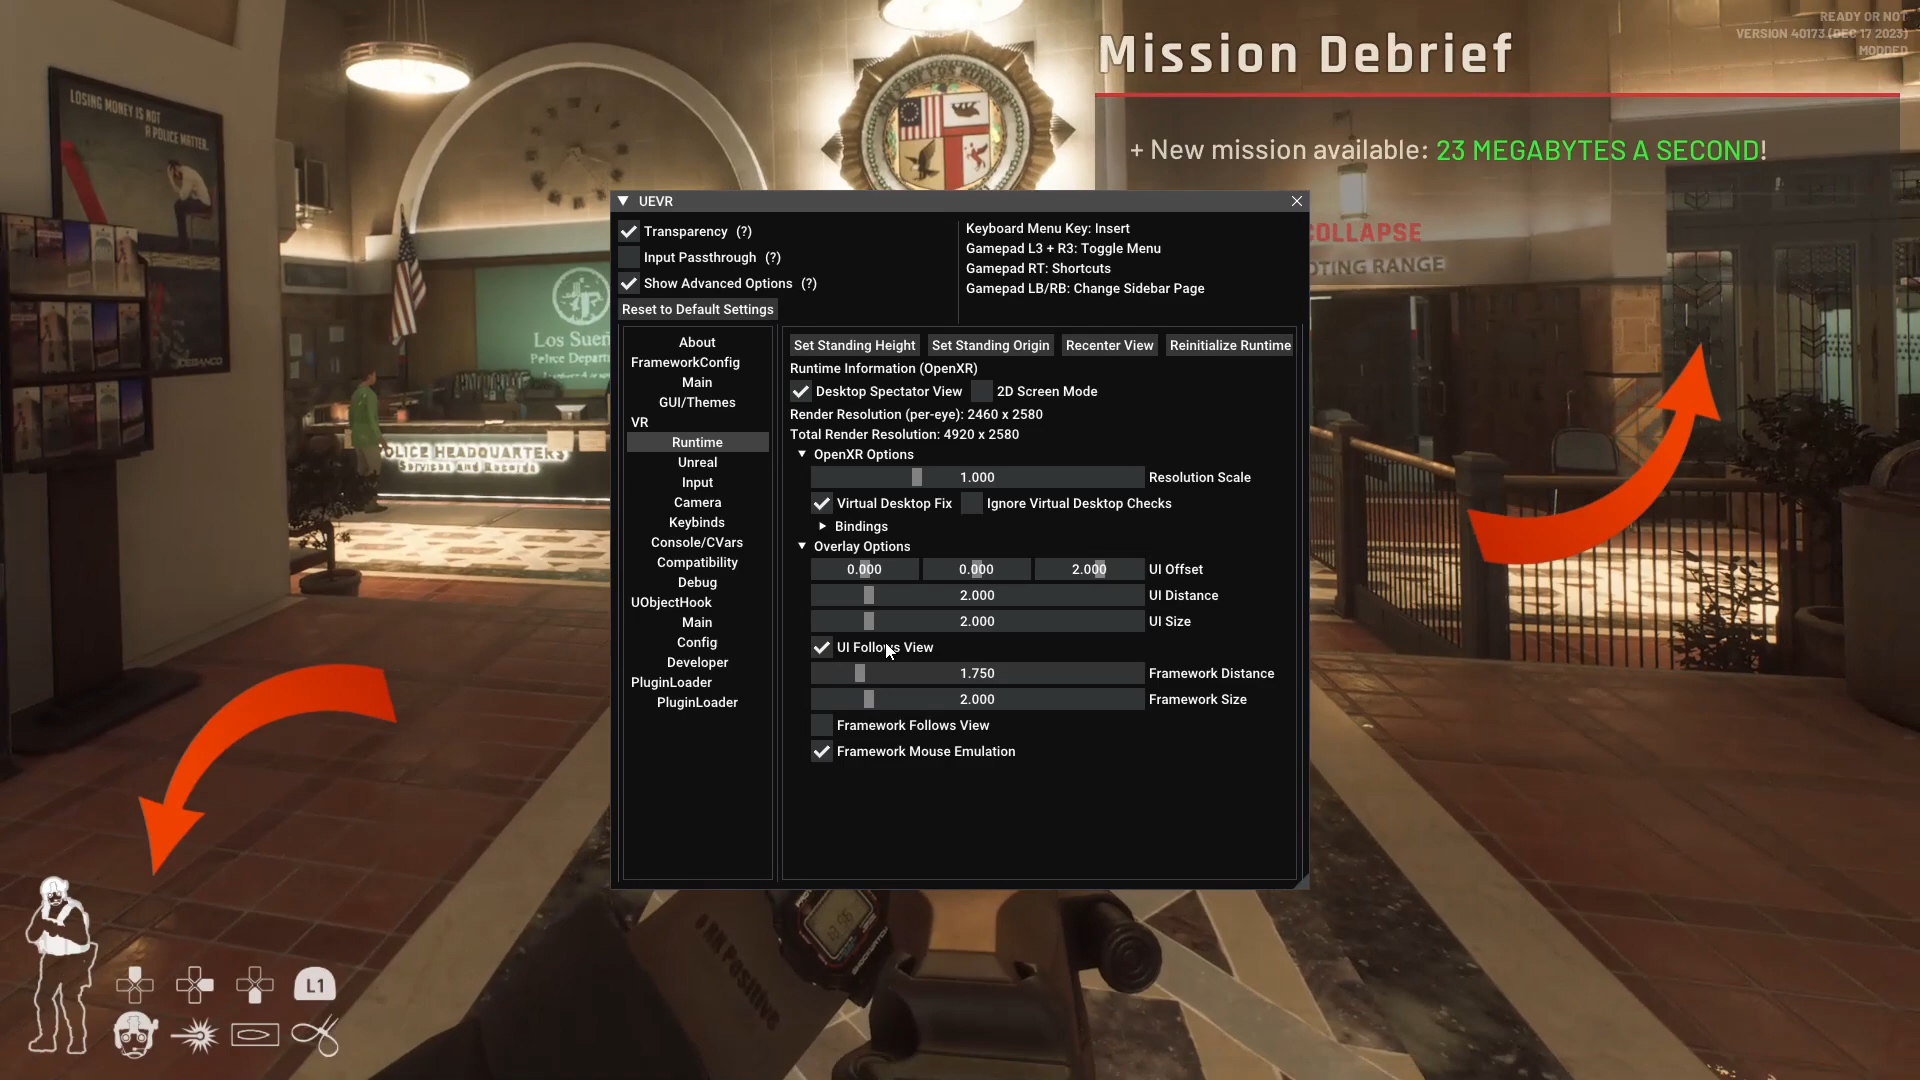 READY OR NOT
VERSION 40173 (DEC 17 2023)
MODDED
Mission Debrief
+ New mission available: 23 MEGABYTES A SECOND!
LOSING MONEY IS NOT
A POLICE MATTER.
COLLAPSE
OTING RANGE
Los Sueñ
Police Depart
POLICE HEADQUARTERS
Services and Records
UEVR
Transparency (?)
Input Passthrough (?)
Show Advanced Options (?)
Reset to Default Settings
Keyboard Menu Key: Insert
Gamepad L3 + R3: Toggle Menu
Gamepad RT: Shortcuts
Gamepad LB/RB: Change Sidebar Page
About
FrameworkConfig
Main
GUI/Themes
VR
Runtime
Unreal
Input
Camera
Keybinds
Console/CVars
Compatibility
Debug
UObjectHook
Main
Config
Developer
PluginLoader
PluginLoader
Set Standing Height Set Standing Origin Recenter View Reinitialize Runtime
Runtime Information (OpenXR)
Desktop Spectator View 2D Screen Mode
Render Resolution (per-eye): 2460 x 2580
Total Render Resolution: 4920 x 2580
OpenXR Options
1.000 Resolution Scale
Virtual Desktop Fix Ignore Virtual Desktop Checks
Bindings
Overlay Options
0.000 0.000 2.000 UI Offset
2.000 UI Distance
2.000 UI Size
UI Follows View
1.750 Framework Distance
2.000 Framework Size
Framework Follows View
Framework Mouse Emulation
L1
POSITIVE